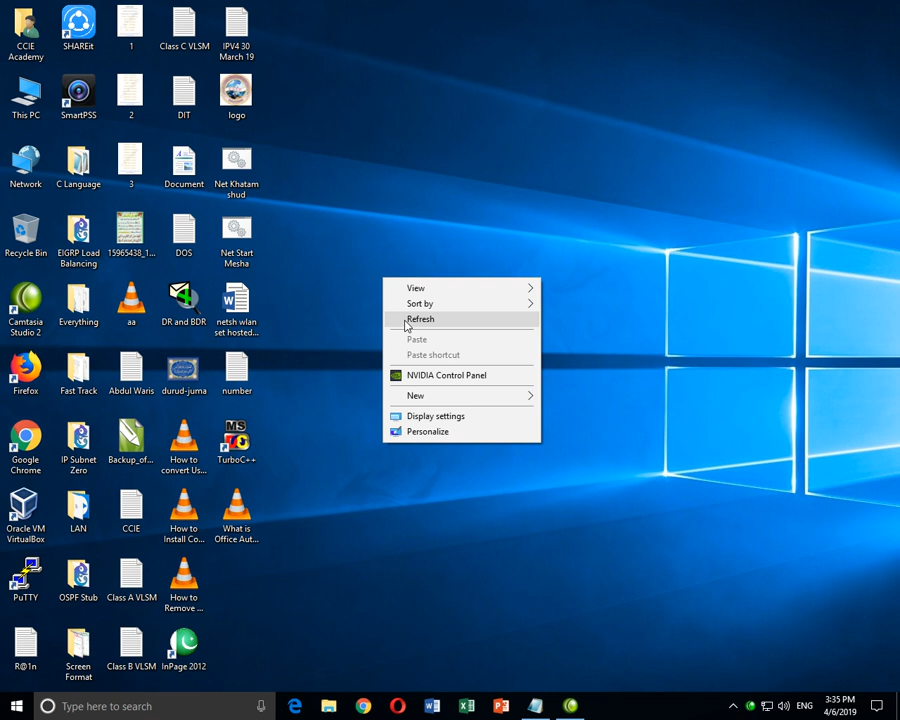 CCIE
Academy
SHAREit
1
Class C VLSM
IPV4 30
March 19
This PC
SmartPSS
2
DIT
logo
Network
C Language
3
Document
Net Khatam
shud
Recycle Bin
EIGRP Load
Balancing
15965438_1...
DOS
Net Start
Mesha
Camtasia
Studio 2
Everything
aa
DR and BDR
netsh wlan
set hosted...
Firefox
Fast Track
Abdul Waris
durud-juma
number
Google
Chrome
IP Subnet
Zero
Backup_of...
How to
convert Us...
MS
TurboC++
Oracle VM
VirtualBox
LAN
CCIE
How to
Install Co...
What is
Office Aut...
PuTTY
OSPF Stub
Class A VLSM
How to
Remove ...
R@1n
Screen
Format
Class B VLSM
InPage 2012
View
Sort by
Refresh
Paste
Paste shortcut
NVIDIA Control Panel
New
Display settings
Personalize
Type here to search
ENG
3:35 PM
4/6/2019